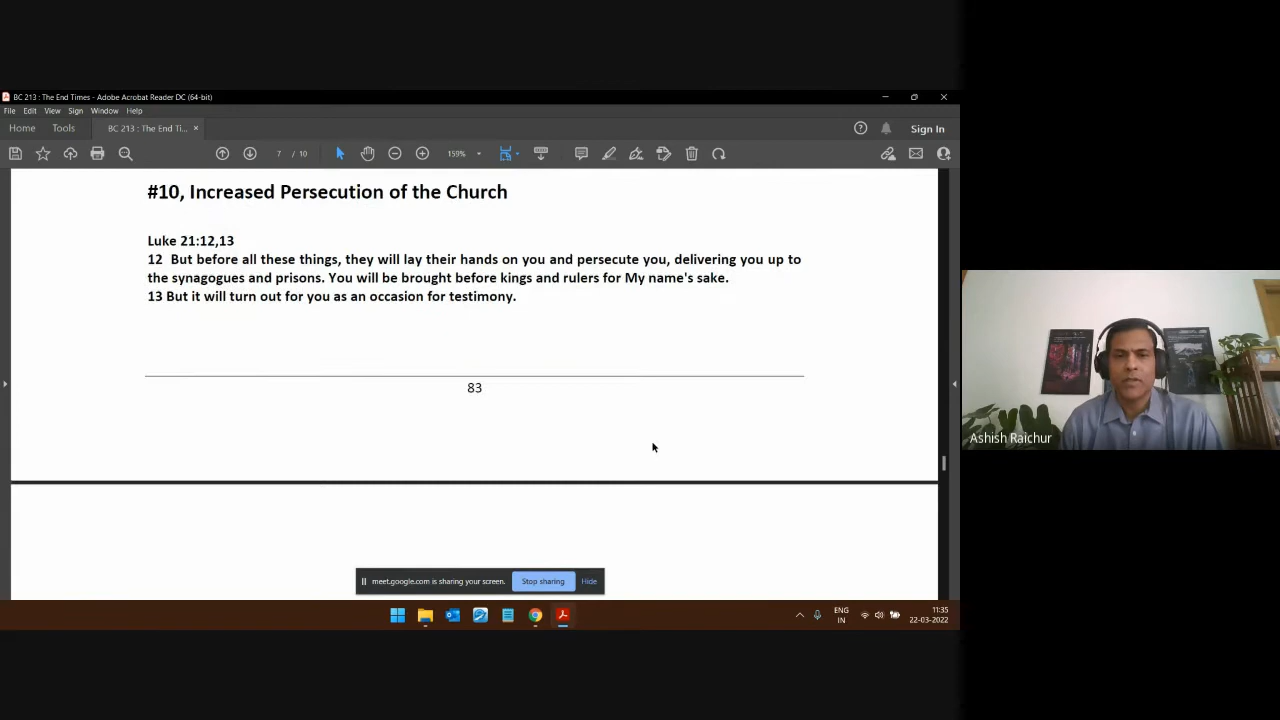 BC 213 : The End Times - Adobe Acrobat Reader DC (64-bit)
File Edit View Sign Window Help
Home Tools BC 213 : The End Ti... × Sign In
7 / 10 159%
#10, Increased Persecution of the Church
Luke 21:12,13
12 But before all these things, they will lay their hands on you and persecute you, delivering you up to
the synagogues and prisons. You will be brought before kings and rulers for My name's sake.
13 But it will turn out for you as an occasion for testimony.
83
Ashish Raichur
meet.google.com is sharing your screen. Stop sharing Hide
ENG
IN
11:35
22-03-2022